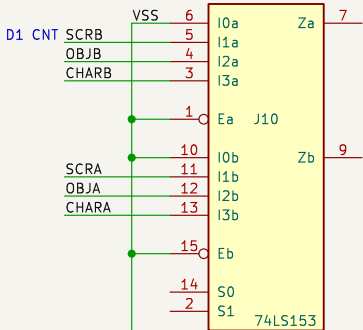 VSS 6 I0a Za 7
D1 CNT SCRB 5 I1a
OBJB 4 I2a
CHARB 3 I3a
1 Ea J10
10 I0b Zb 9
SCRA 11 I1b
OBJA 12 I2b
CHARA 13 I3b
15 Eb
14 S0
2 S1
74LS153